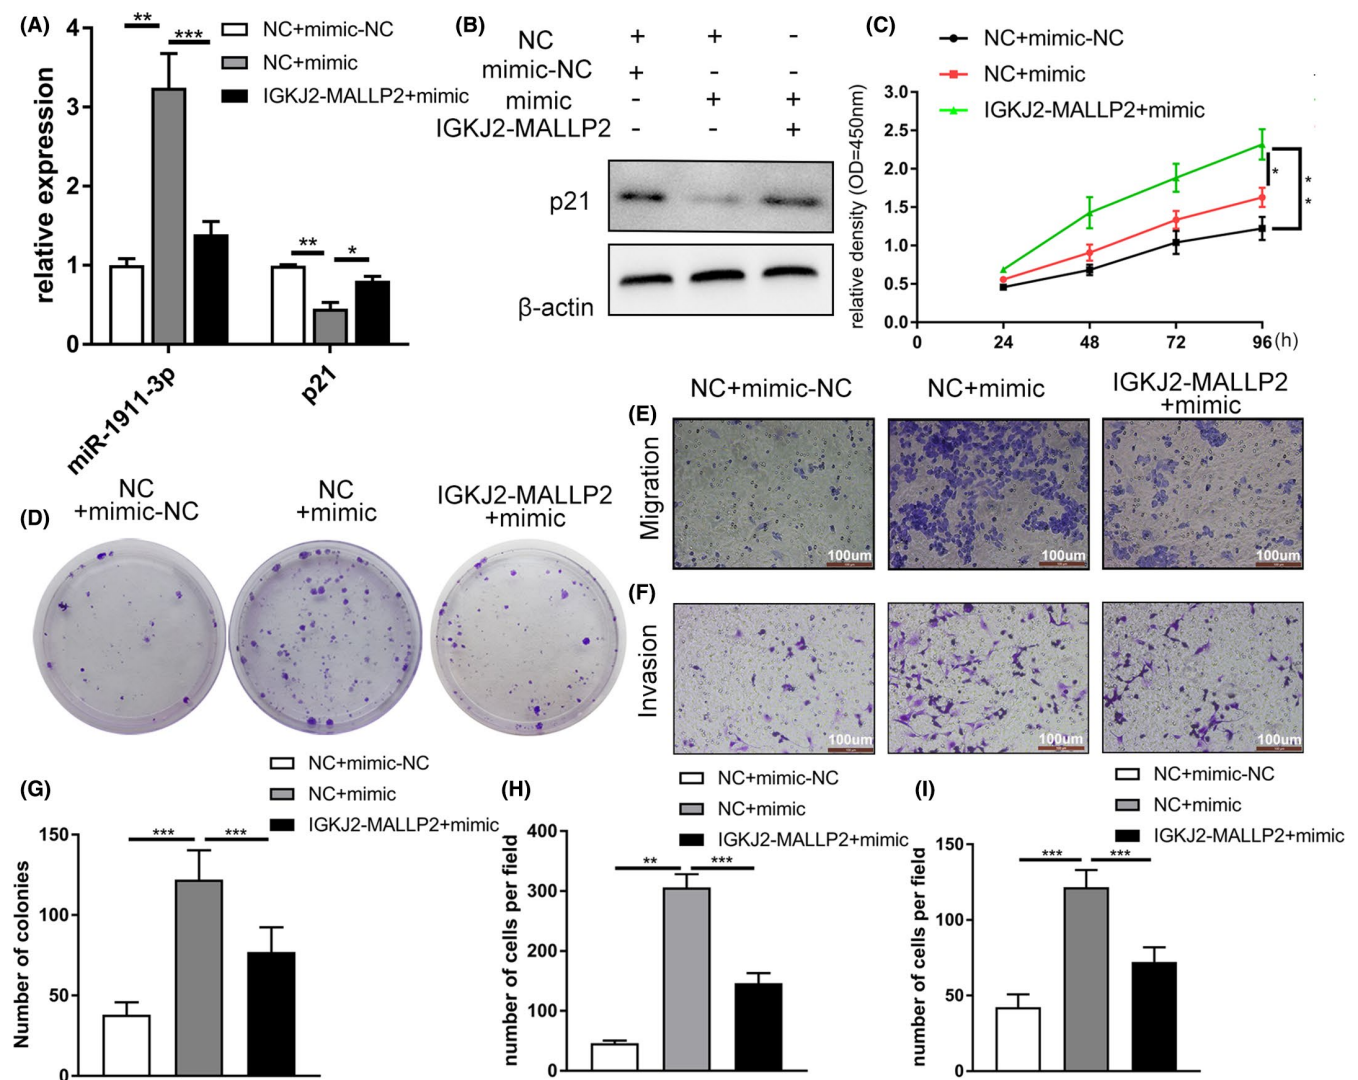 (A)
** ***
NC+mimic-NC
NC+mimic
IGKJ2-MALLP2+mimic
relative expression
4
3
2
1
0
** *
miR-1911-3p
p21
(B)
NC + + -
mimic-NC + - -
mimic - + +
IGKJ2-MALLP2 - - +
p21
β-actin
(C)
NC+mimic-NC
NC+mimic
IGKJ2-MALLP2+mimic
relative density (OD=450nm)
3.0
2.5
2.0
1.5
1.0
0.5
0.0
0 24 48 72 96 (h)
*
**
(D)
NC
+mimic-NC
NC
+mimic
IGKJ2-MALLP2
+mimic
NC+mimic-NC
NC+mimic
IGKJ2-MALLP2
+mimic
(E)
Migration
100um
100um
100um
(F)
Invasion
100um
100um
100um
(G)
NC+mimic-NC
NC+mimic
IGKJ2-MALLP2+mimic
Number of colonies
150
100
50
0
*** ***
(H)
NC+mimic-NC
NC+mimic
IGKJ2-MALLP2+mimic
number of cells per field
400
300
200
100
0
** ***
(I)
NC+mimic-NC
NC+mimic
IGKJ2-MALLP2+mimic
number of cells per field
150
100
50
0
*** ***